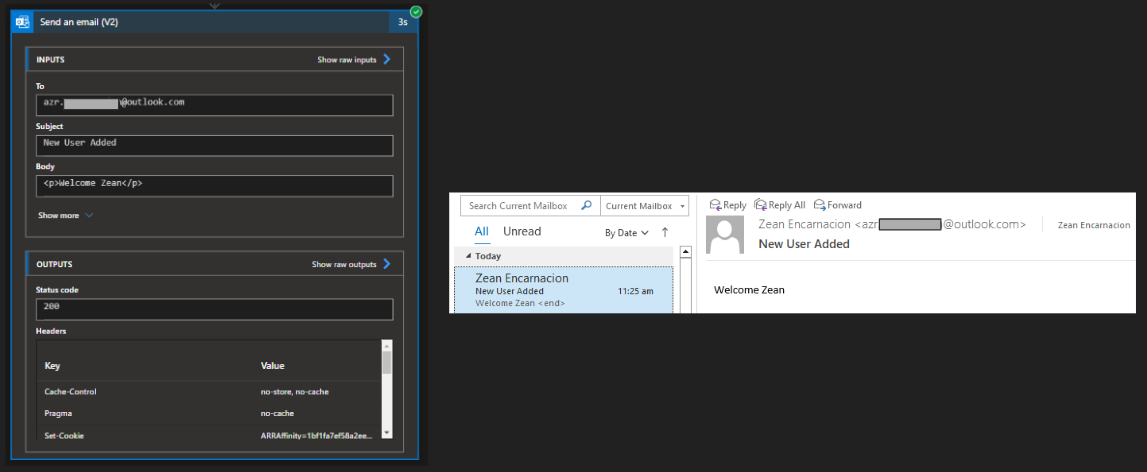 Send an email (V2)
3s
INPUTS
Show raw inputs
To
azr.
@outlook.com
Subject
New User Added
Body
<p>Welcome Zean</p>
Show more
OUTPUTS
Show raw outputs
Status code
200
Headers
Key Value
Cache-Control no-store, no-cache
Pragma no-cache
Set-Cookie ARRAffinity=1bf1fa7ef58a2ee...
Search Current Mailbox
Current Mailbox
All Unread By Date
Today
Zean Encarnacion
New User Added 11:25 am
Welcome Zean <end>
Reply Reply All Forward
Zean Encarnacion <azr
@outlook.com>
Zean Encarnacion
New User Added
Welcome Zean